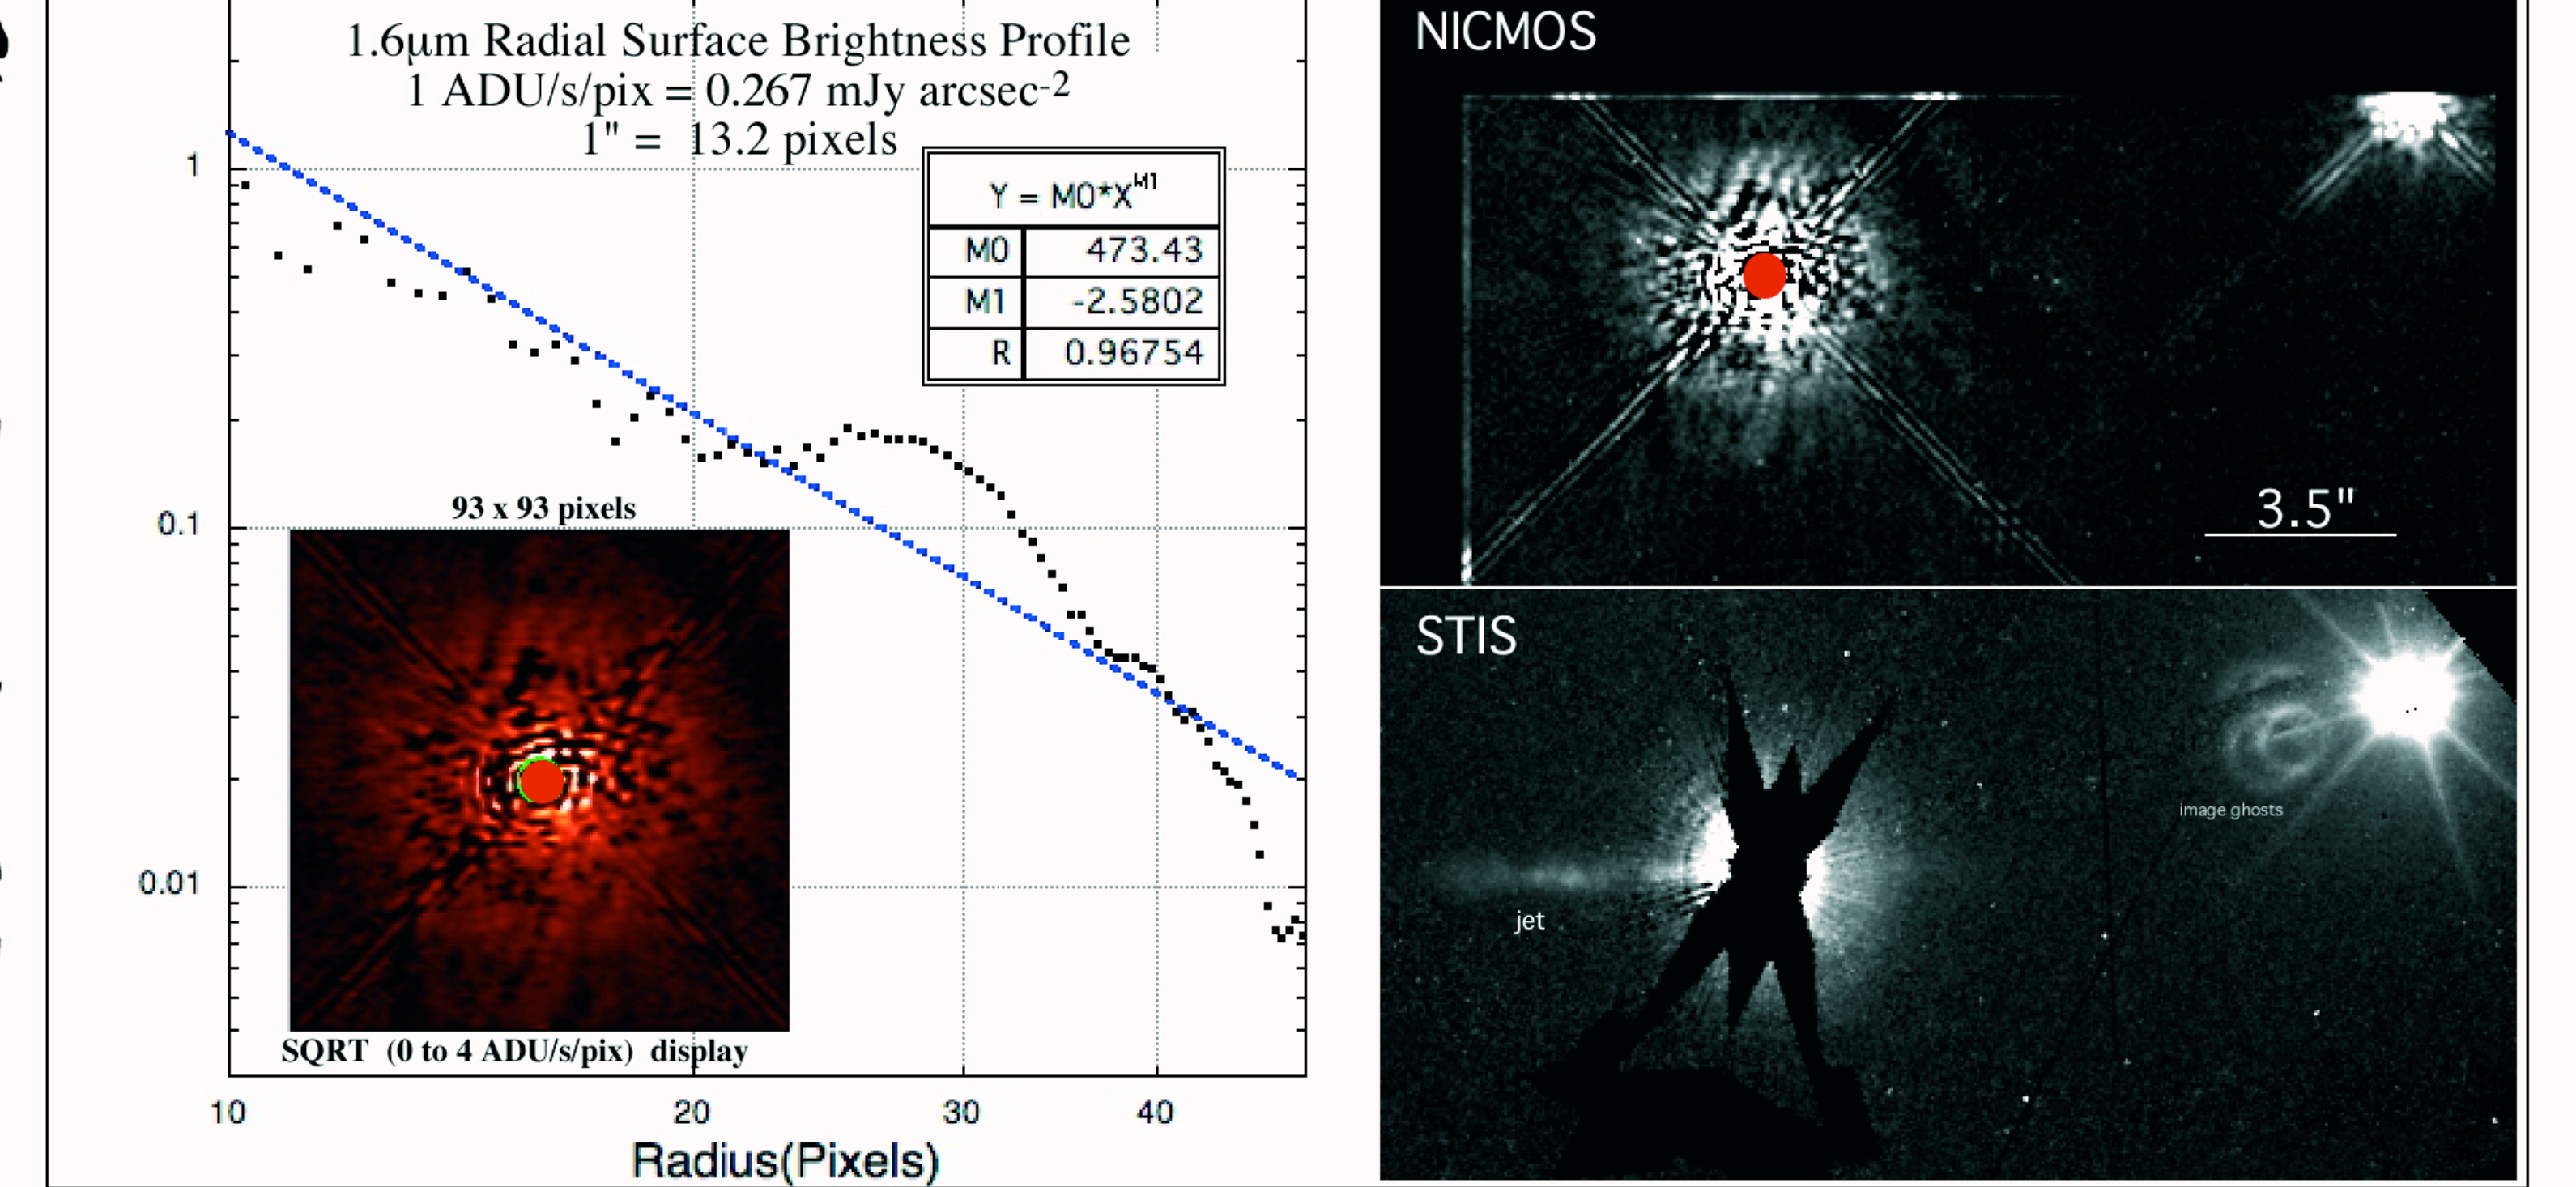 1.6μm Radial Surface Brightness Profile
1 ADU/s/pix = 0.267 mJy arcsec-2
1" = 13.2 pixels
Y = M0*X^M1
M0 473.43
M1 -2.5802
R 0.96754
1
0.1
0.01
93 x 93 pixels
SQRT (0 to 4 ADU/s/pix) display
10 20 30 40
Radius(Pixels)
NICMOS
3.5"
STIS
jet
image ghosts